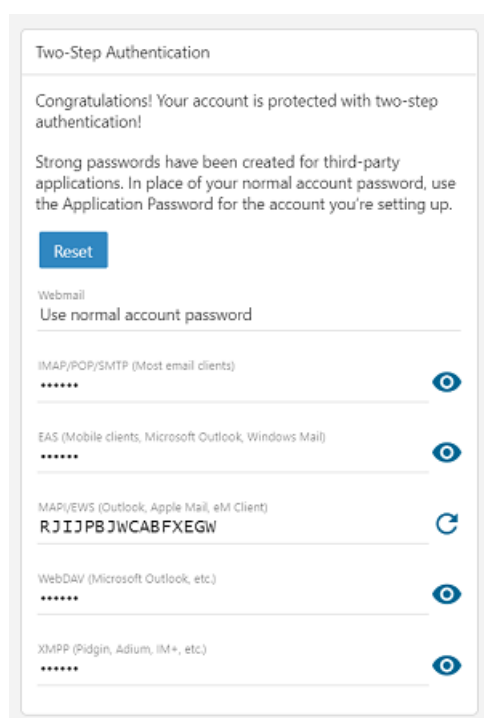 Two-Step Authentication
Congratulations! Your account is protected with two-step
authentication!
Strong passwords have been created for third-party
applications. In place of your normal account password, use
the Application Password for the account you're setting up.
Reset
Webmail
Use normal account password
IMAP/POP/SMTP (Most email clients)
••••••
EAS (Mobile clients, Microsoft Outlook, Windows Mail)
••••••
MAPI/EWS (Outlook, Apple Mail, eM Client)
RJIJPBJWCABFXEGW
WebDAV (Microsoft Outlook, etc.)
••••••
XMPP (Pidgin, Adium, IM+, etc.)
••••••